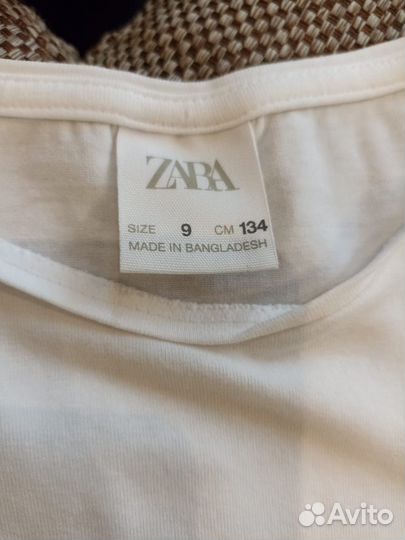 ZARA
SIZE 9 CM 134
MADE IN BANGLADESH
Avito